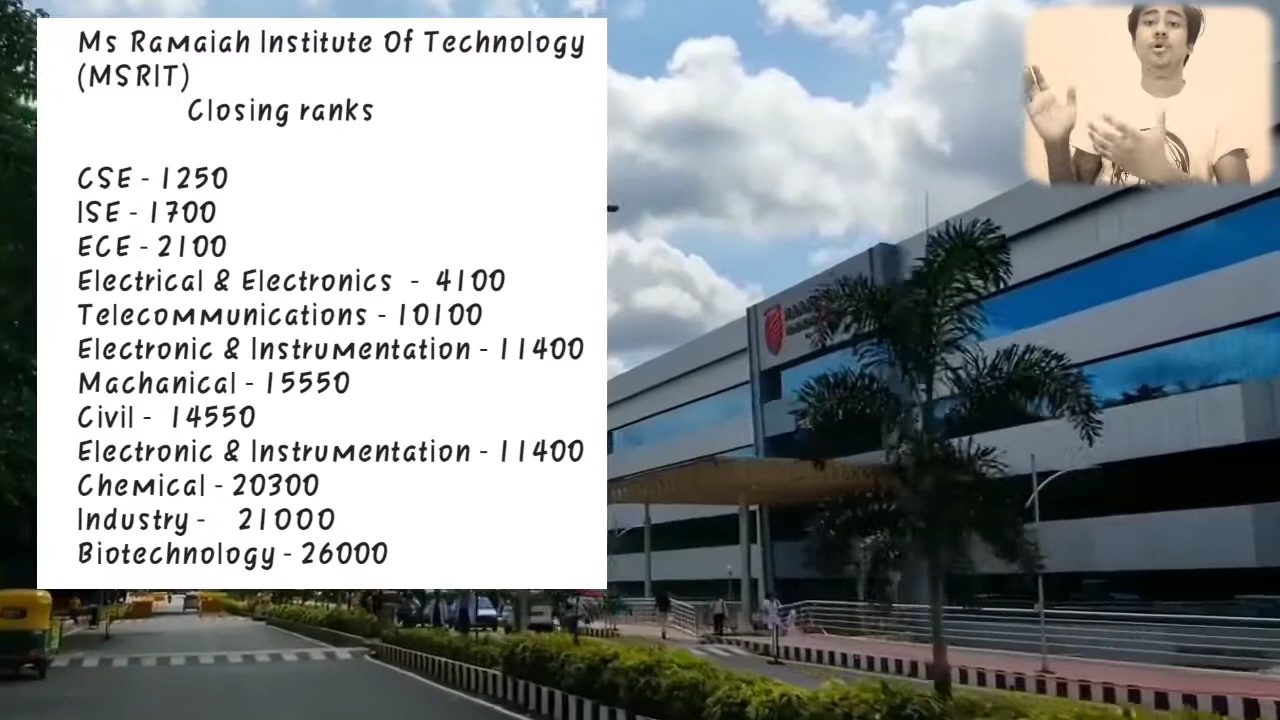 Ms Ramaiah Institute Of Technology
(MSRIT)
Closing ranks
CSE - 1250
ISE - 1700
ECE - 2100
Electrical & Electronics - 4100
Telecommunications - 10100
Electronic & Instrumentation - 11400
Machanical - 15550
Civil - 14550
Electronic & Instrumentation - 11400
Chemical - 20300
Industry - 21000
Biotechnology - 26000